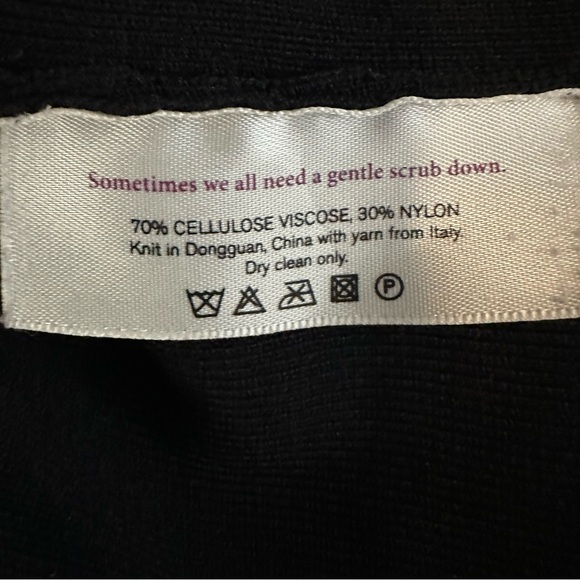 Sometimes we all need a gentle scrub down.
70% CELLULOSE VISCOSE, 30% NYLON
Knit in Dongguan, China with yarn from Italy.
Dry clean only.
P